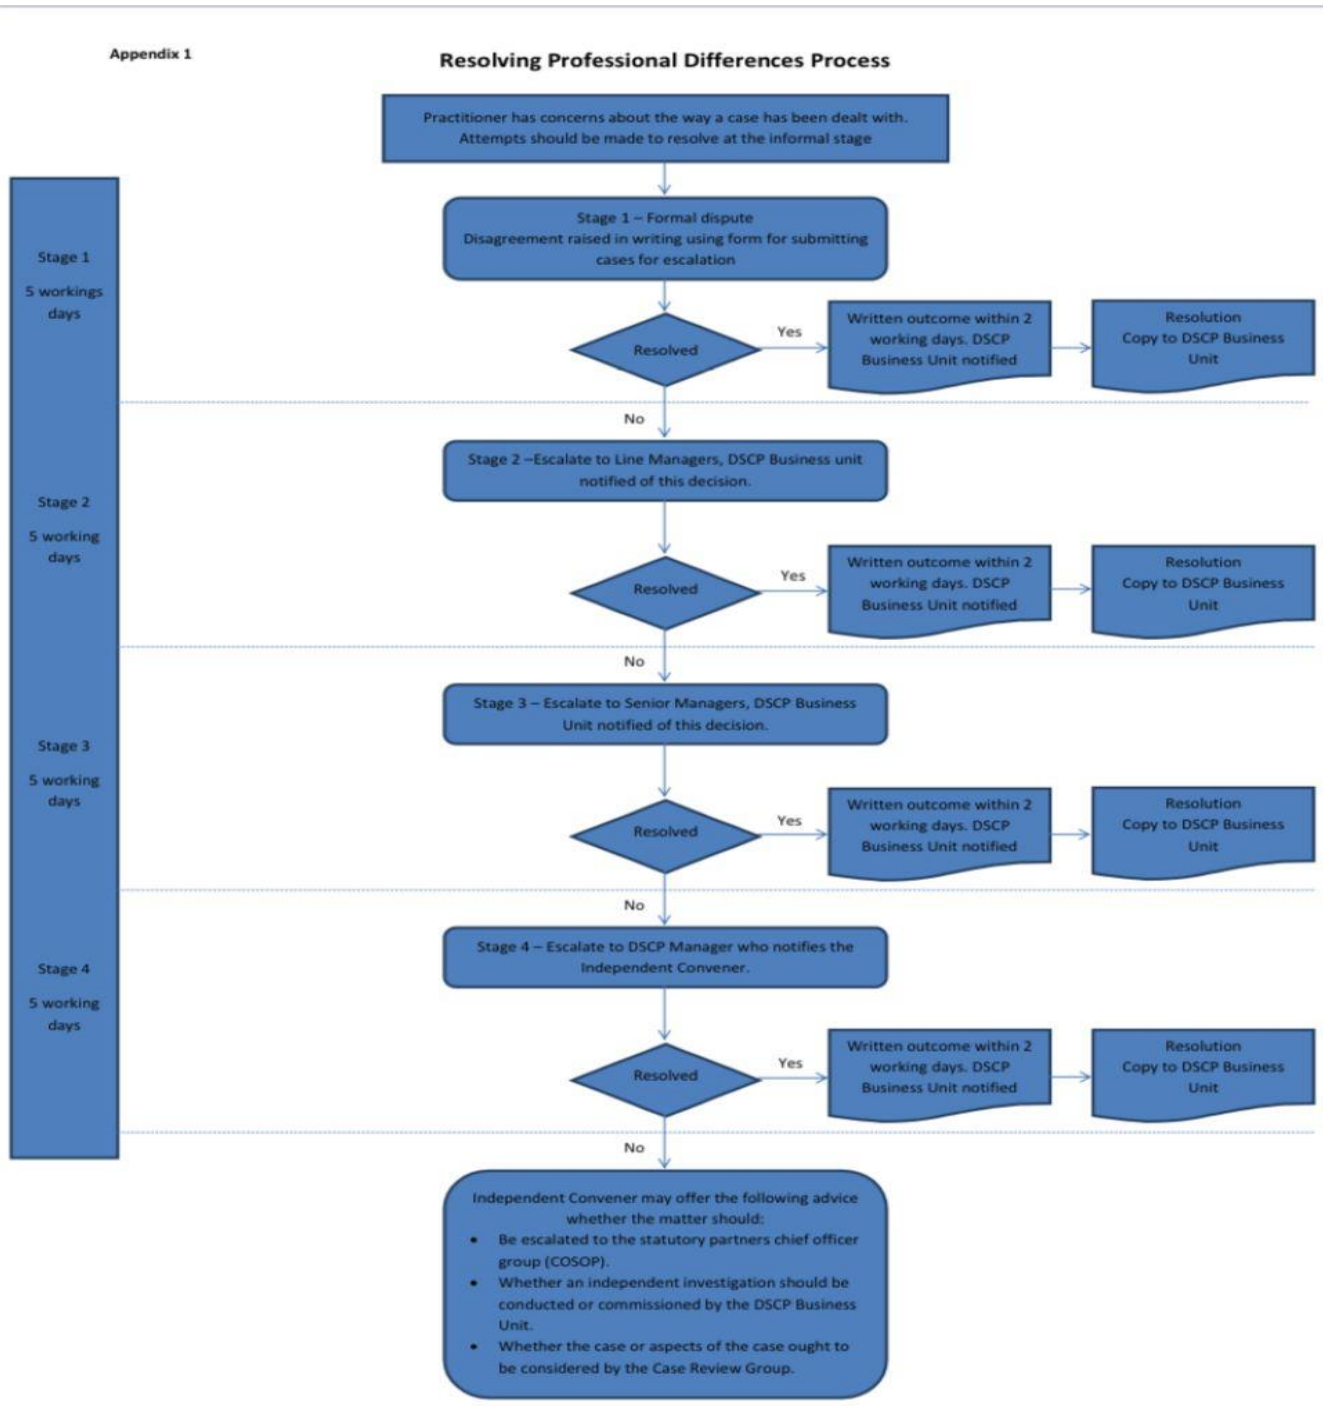 Appendix 1
Resolving Professional Differences Process
Practitioner has concerns about the way a case has been dealt with.
Attempts should be made to resolve at the informal stage
Stage 1
5 workings
days
Stage 1 – Formal dispute
Disagreement raised in writing using form for submitting
cases for escalation
Resolved
Yes
Written outcome within 2
working days. DSCP
Business Unit notified
Resolution
Copy to DSCP Business
Unit
No
Stage 2
5 working
days
Stage 2 –Escalate to Line Managers, DSCP Business unit
notified of this decision.
Resolved
Yes
Written outcome within 2
working days. DSCP
Business Unit notified
Resolution
Copy to DSCP Business
Unit
No
Stage 3
5 working
days
Stage 3 – Escalate to Senior Managers, DSCP Business
Unit notified of this decision.
Resolved
Yes
Written outcome within 2
working days. DSCP
Business Unit notified
Resolution
Copy to DSCP Business
Unit
No
Stage 4
5 working
days
Stage 4 – Escalate to DSCP Manager who notifies the
Independent Convener.
Resolved
Yes
Written outcome within 2
working days. DSCP
Business Unit notified
Resolution
Copy to DSCP Business
Unit
No
Independent Convener may offer the following advice
whether the matter should:
• Be escalated to the statutory partners chief officer
group (COSOP).
• Whether an independent investigation should be
conducted or commissioned by the DSCP Business
Unit.
• Whether the case or aspects of the case ought to
be considered by the Case Review Group.